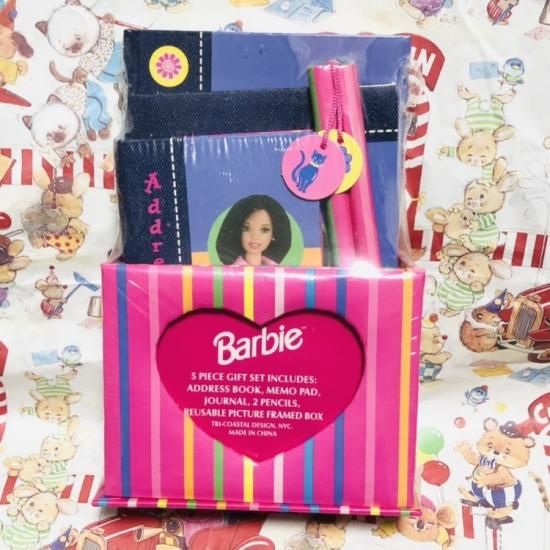 Addre
Barbie
5 PIECE GIFT SET INCLUDES:
ADDRESS BOOK, MEMO PAD,
JOURNAL, 2 PENCILS,
REUSABLE PICTURE FRAMED BOX
TRI-COASTAL DESIGN, NYC.
MADE IN CHINA